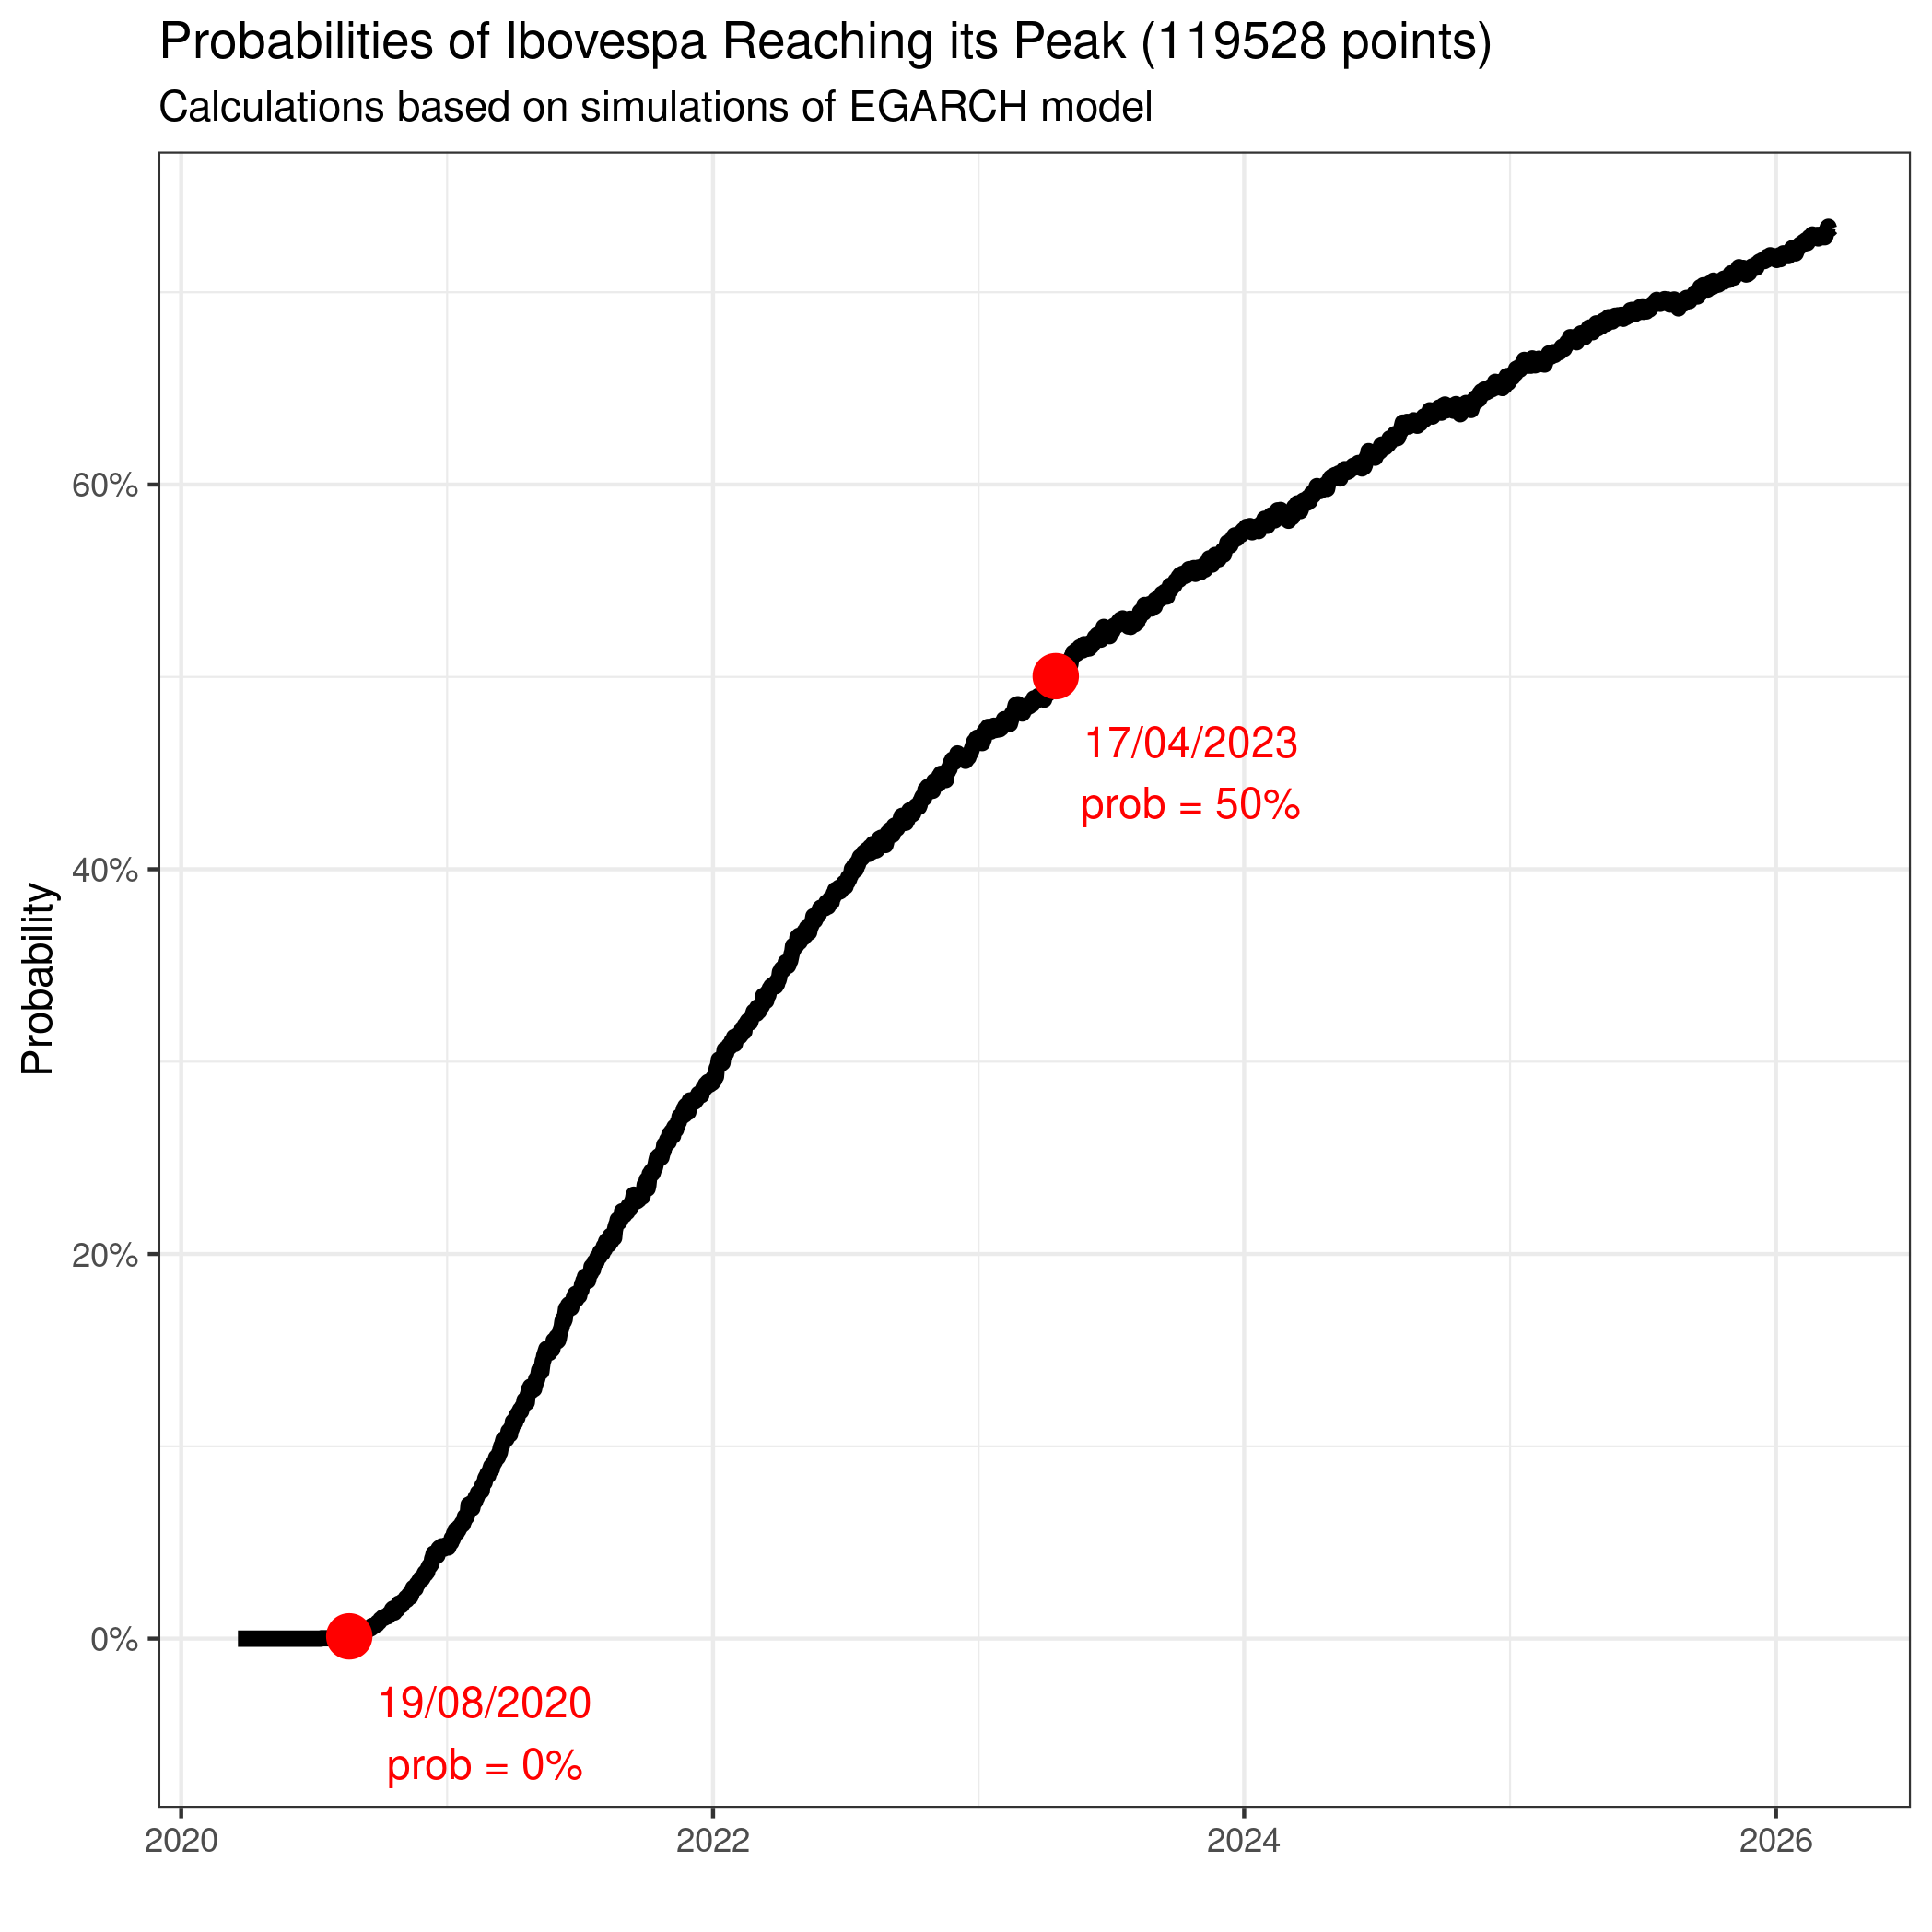 Probabilities of Ibovespa Reaching its Peak (119528 points)
Calculations based on simulations of EGARCH model
Probability
60%
40%
20%
0%
17/04/2023
prob = 50%
19/08/2020
prob = 0%
2020 2022 2024 2026